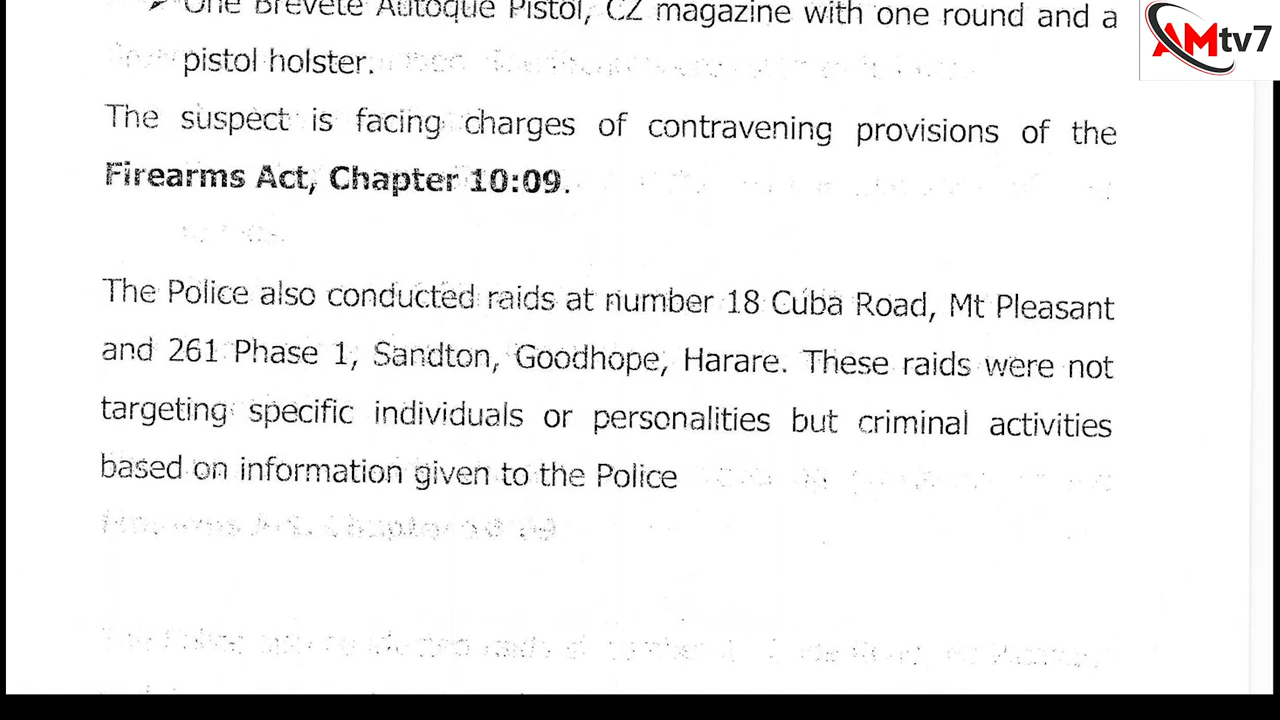 One Brevete Autoque Pistol, CZ magazine with one round and a
pistol holster.
The suspect is facing charges of contravening provisions of the
Firearms Act, Chapter 10:09.
The Police also conducted raids at number 18 Cuba Road, Mt Pleasant
and 261 Phase 1, Sandton, Goodhope, Harare. These raids were not
targeting specific individuals or personalities but criminal activities
based on information given to the Police
AMtv7